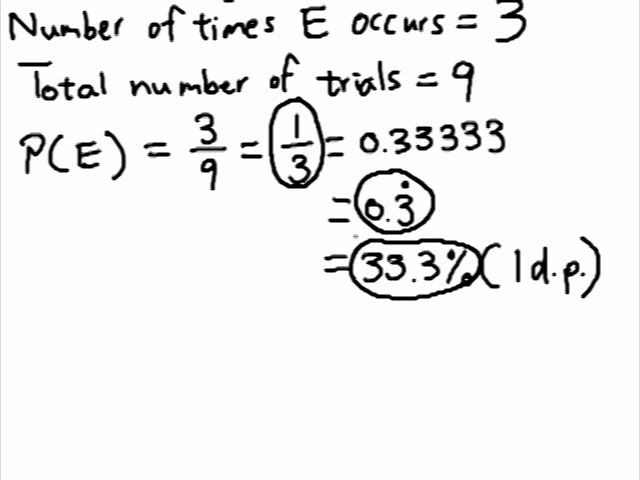 Number of times E occurs = 3
Total number of trials = 9
P(E) = 3/9 = 1/3 = 0.33333
= 0.3̇
= 33.3% (1 d.p.)